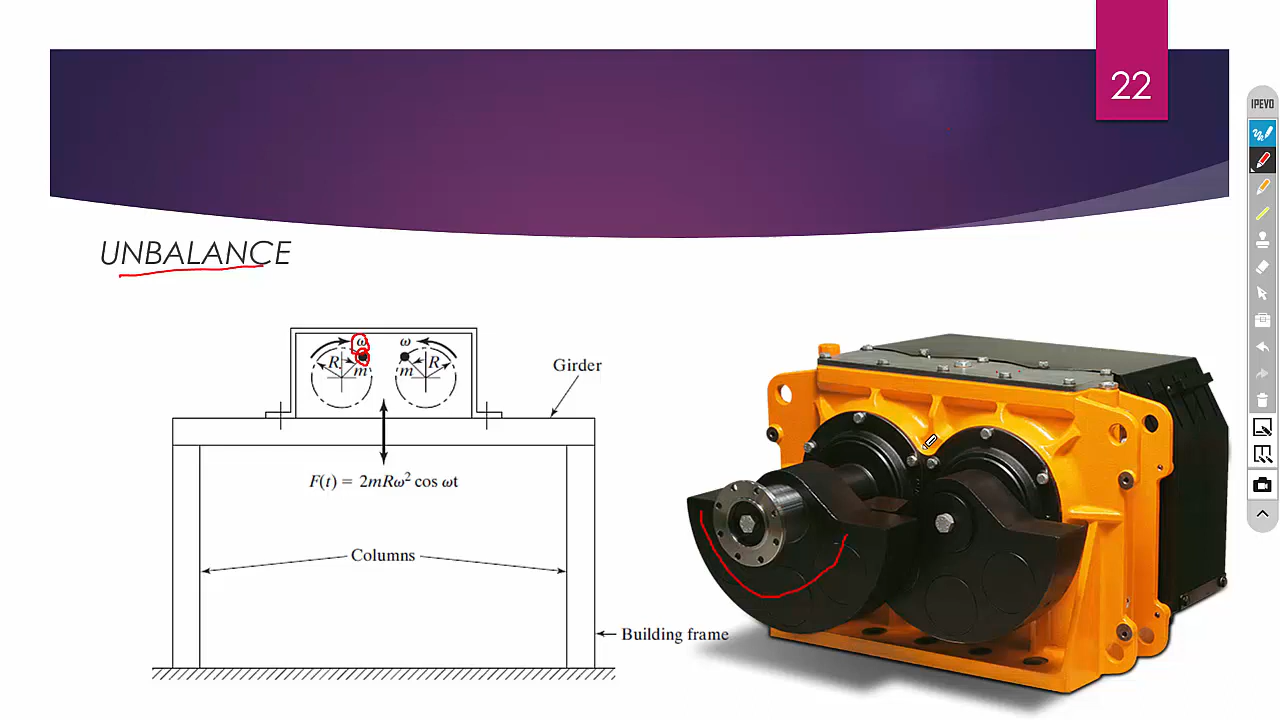 22
IPEVO
UNBALANCE
ω ω
R R
m m
Girder
F(t) = 2mRω² cos ωt
Columns
Building frame